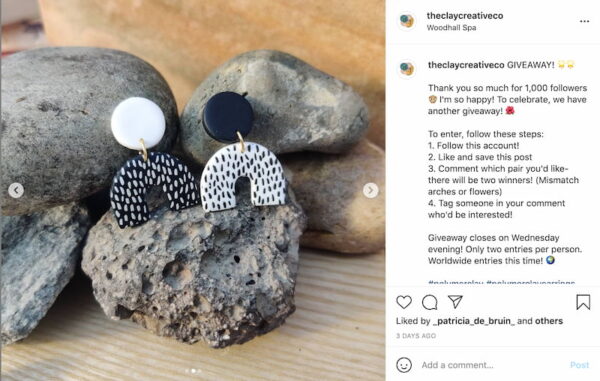 theclaycreativeco
Woodhall Spa
theclaycreativeco GIVEAWAY!
Thank you so much for 1,000 followers
I'm so happy! To celebrate, we have
another giveaway!
To enter, follow these steps:
1. Follow this account!
2. Like and save this post
3. Comment which pair you'd like-
there will be two winners! (Mismatch
arches or flowers)
4. Tag someone in your comment
who'd be interested!
Giveaway closes on Wednesday
evening! Only two entries per person.
Worldwide entries this time!
#polymerclay #polymerclayearrings
Liked by _patricia_de_bruin_ and others
3 DAYS AGO
Add a comment...
Post